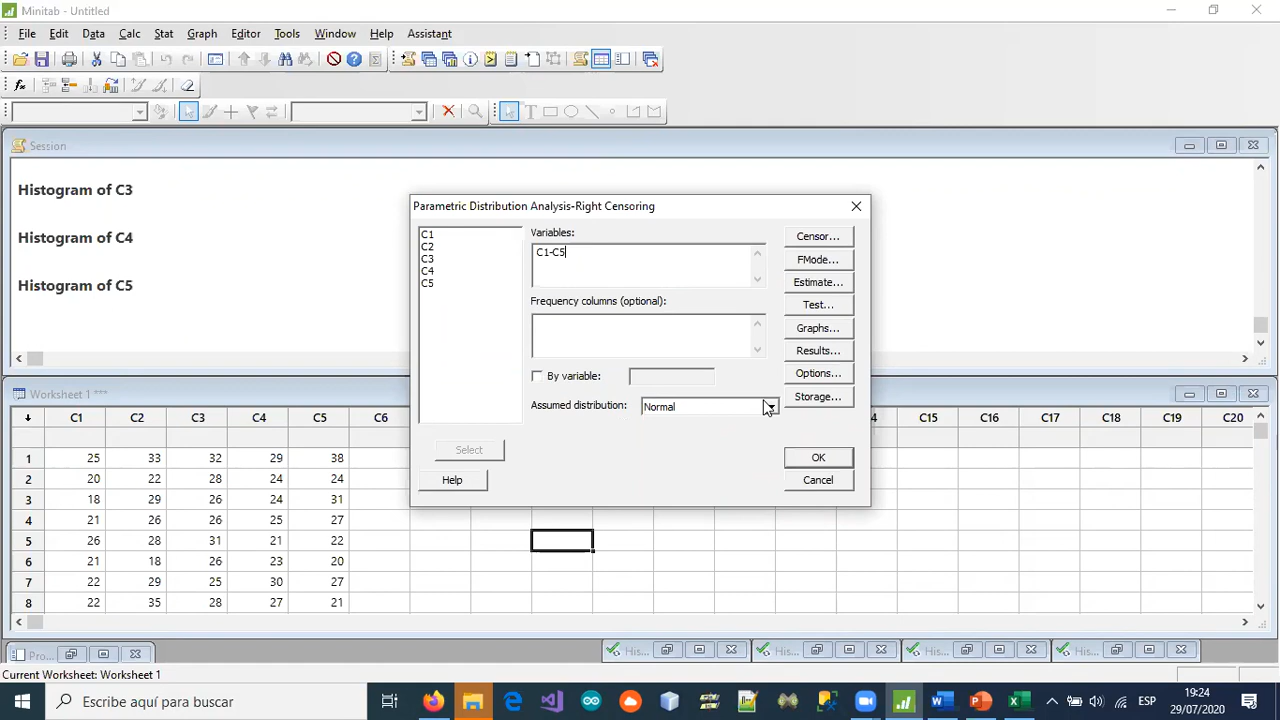 Minitab - Untitled
File Edit Data Calc Stat Graph Editor Tools Window Help Assistant
Session
Histogram of C3
Histogram of C4
Histogram of C5
Parametric Distribution Analysis-Right Censoring
C1
C2
C3
C4
C5
Variables:
C1-C5
Frequency columns (optional):
By variable:
Assumed distribution: Normal
Censor...
FMode...
Estimate...
Test...
Graphs...
Results...
Options...
Storage...
Select
Help
OK
Cancel
Worksheet 1 ***
C1 C2 C3 C4 C5 C6 C15 C16 C17 C18 C19 C20
1 25 33 32 29 38
2 20 22 28 24 24
3 18 29 26 24 31
4 21 26 26 25 27
5 26 28 31 21 22
6 21 18 26 23 20
7 22 29 25 30 27
8 22 35 28 27 21
Pro... His... His... His... His...
Current Worksheet: Worksheet 1
Escribe aquí para buscar
ESP
19:24
29/07/2020